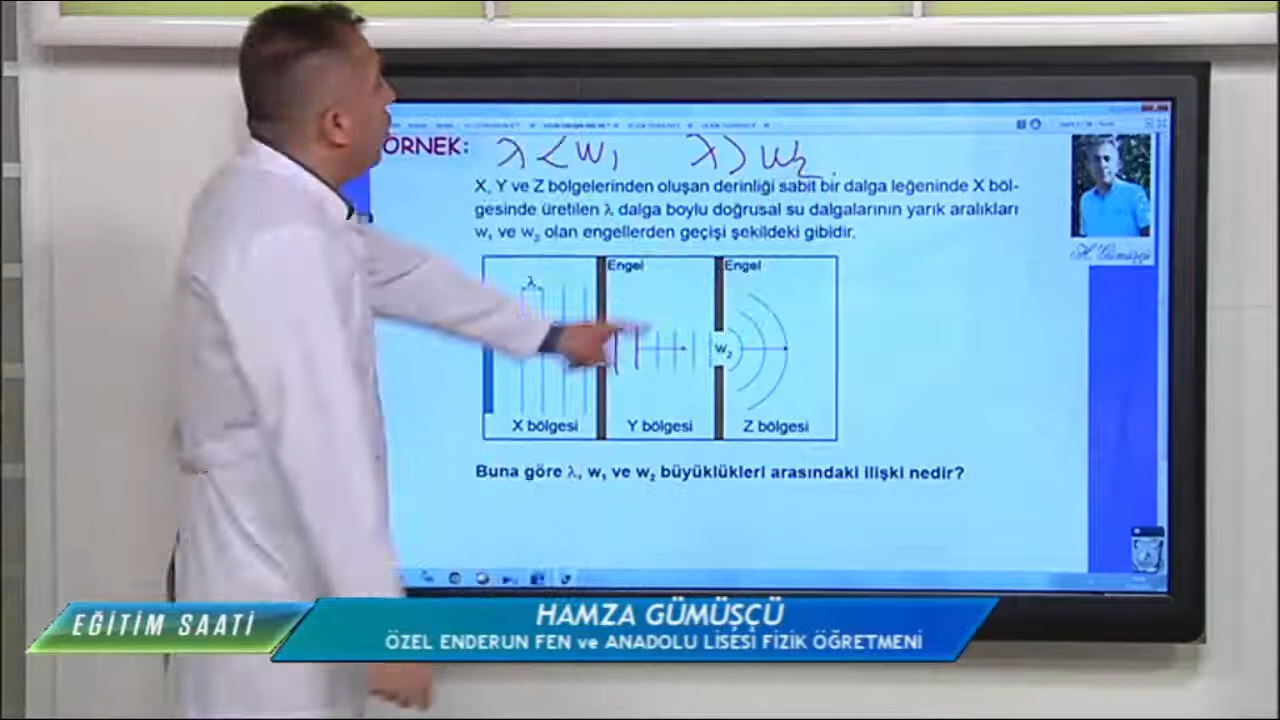 ÖRNEK: λ < W₁ λ > W₂
X, Y ve Z bölgelerinden oluşan derinliği sabit bir dalga leğeninde X böl-
gesinde üretilen λ dalga boylu doğrusal su dalgalarının yarık aralıkları
w₁ ve w₂ olan engellerden geçişi şekildeki gibidir.
H. Gümüşçü
Engel Engel
λ
w₂
X bölgesi Y bölgesi Z bölgesi
Buna göre λ, w₁ ve w₂ büyüklükleri arasındaki ilişki nedir?
EĞİTİM SAATİ
HAMZA GÜMÜŞÇÜ
ÖZEL ENDERUN FEN ve ANADOLU LİSESİ FİZİK ÖĞRETMENİ